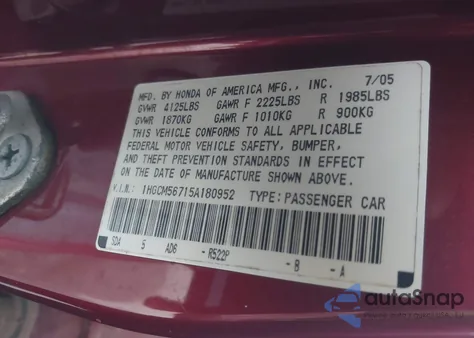 MFD. BY HONDA OF AMERICA MFG., INC. 7/05
GVWR 4125LBS GAWR F 2225LBS R 1985LBS
GVWR 1870KG GAWR F 1010KG R 900KG
THIS VEHICLE CONFORMS TO ALL APPLICABLE
FEDERAL MOTOR VEHICLE SAFETY, BUMPER,
AND THEFT PREVENTION STANDARDS IN EFFECT
ON THE DATE OF MANUFACTURE SHOWN ABOVE.
V.I.N.: 1HGCM56715A180952 TYPE: PASSENGER CAR
SDA 5 AD6 - R522P - B - A
autoSnap